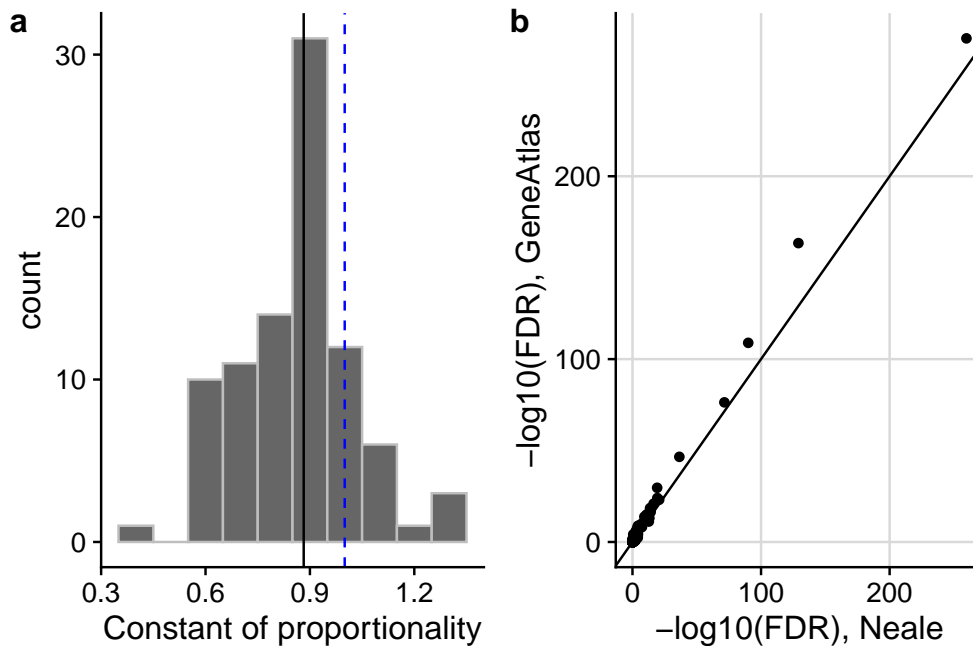 a
30
20
10
0
count
0.3 0.6 0.9 1.2
Constant of proportionality
b
200
100
0
−log10(FDR), GeneAtlas
0 100 200
−log10(FDR), Neale